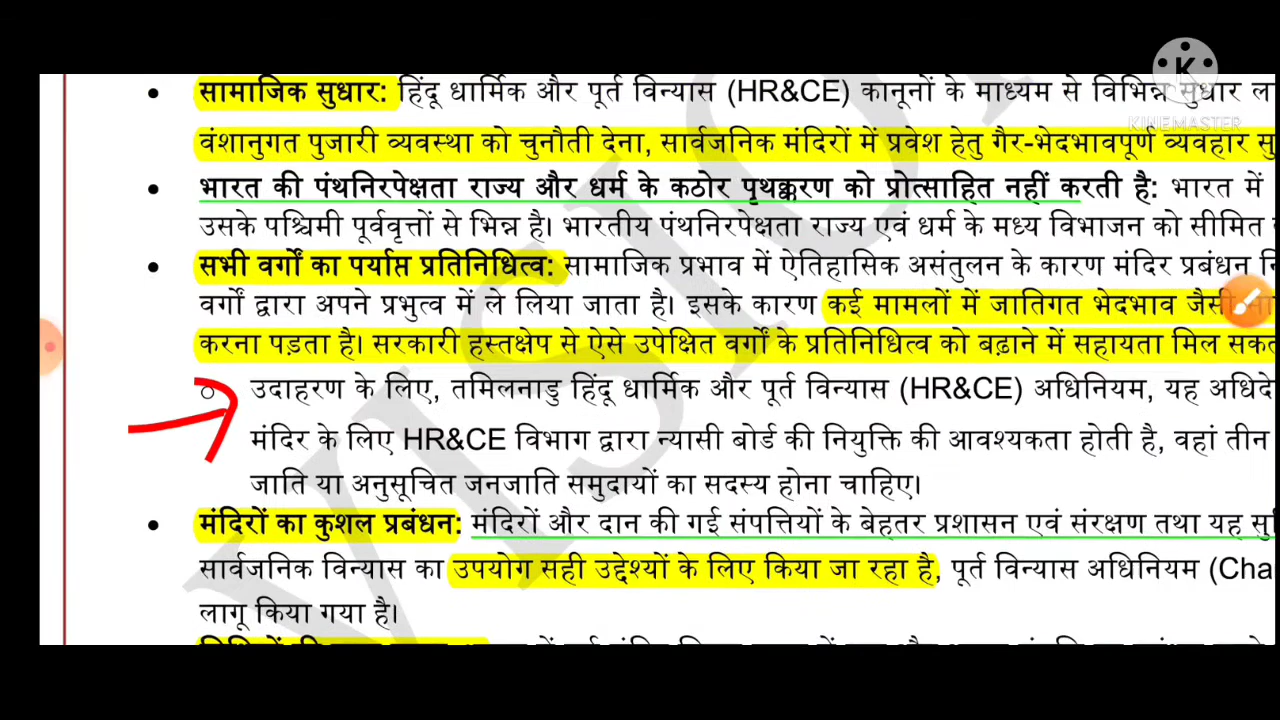 K
KINEMASTER
• सामाजिक सुधार: हिंदू धार्मिक और पूर्त विन्यास (HR&CE) कानूनों के माध्यम से विभिन्न सुधार ला
वंशानुगत पुजारी व्यवस्था को चुनौती देना, सार्वजनिक मंदिरों में प्रवेश हेतु गैर-भेदभावपूर्ण व्यवहार सु
• भारत की पंथनिरपेक्षता राज्य और धर्म के कठोर पृथक्करण को प्रोत्साहित नहीं करती है: भारत में
उसके पश्चिमी पूर्ववृत्तों से भिन्न है। भारतीय पंथनिरपेक्षता राज्य एवं धर्म के मध्य विभाजन को सीमित
• सभी वर्गों का पर्याप्त प्रतिनिधित्व: सामाजिक प्रभाव में ऐतिहासिक असंतुलन के कारण मंदिर प्रबंधन नि
वर्गों द्वारा अपने प्रभुत्व में ले लिया जाता है। इसके कारण कई मामलों में जातिगत भेदभाव जैसी
करना पड़ता है। सरकारी हस्तक्षेप से ऐसे उपेक्षित वर्गों के प्रतिनिधित्व को बढ़ाने में सहायता मिल सकत
o उदाहरण के लिए, तमिलनाडु हिंदू धार्मिक और पूर्त विन्यास (HR&CE) अधिनियम, यह अधिदे
मंदिर के लिए HR&CE विभाग द्वारा न्यासी बोर्ड की नियुक्ति की आवश्यकता होती है, वहां तीन
जाति या अनुसूचित जनजाति समुदायों का सदस्य होना चाहिए।
• मंदिरों का कुशल प्रबंधन: मंदिरों और दान की गई संपत्तियों के बेहतर प्रशासन एवं संरक्षण तथा यह सु
सार्वजनिक विन्यास का उपयोग सही उद्देश्यों के लिए किया जा रहा है, पूर्त विन्यास अधिनियम (Cha
लागू किया गया है।